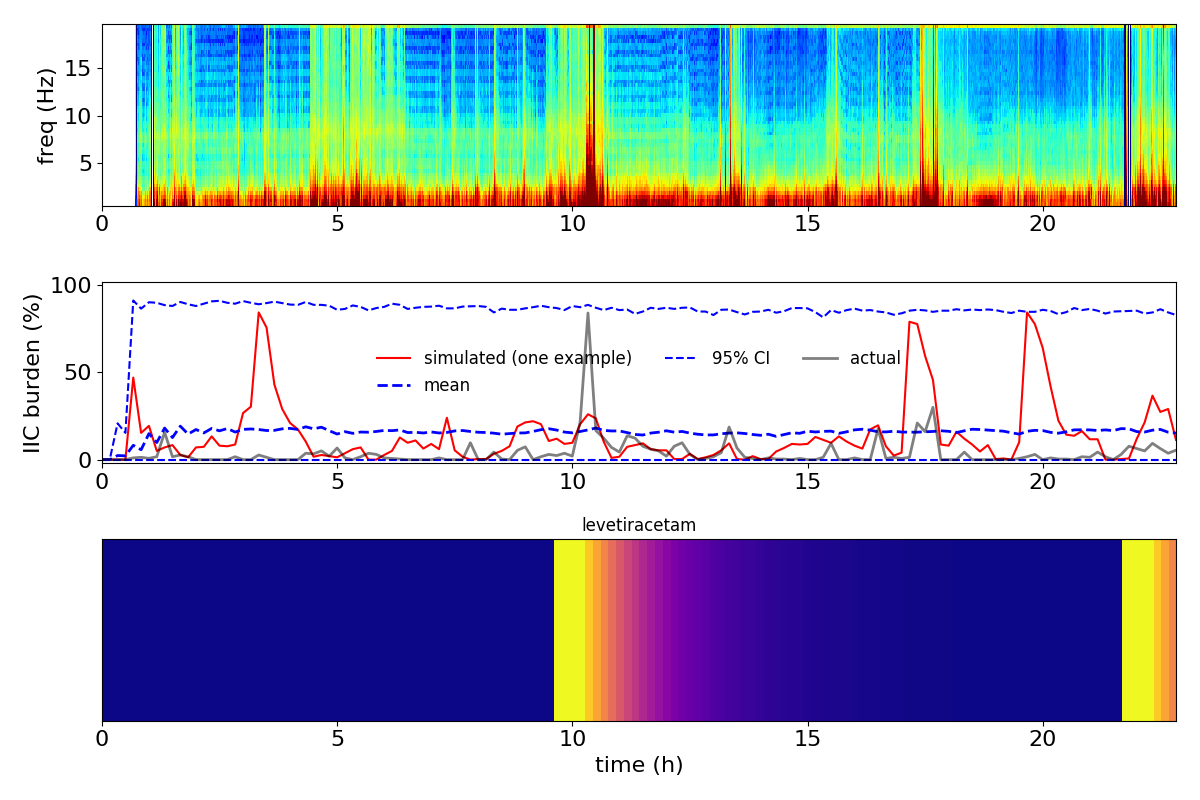 freq (Hz)
15
10
5
0 5 10 15 20
IIC burden (%)
100
50
0
simulated (one example) 95% CI actual
mean
0 5 10 15 20
levetiracetam
0 5 10 15 20
time (h)